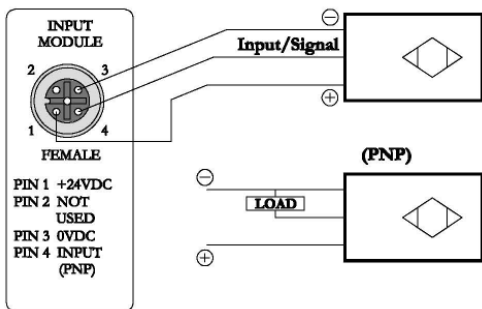 INPUT
MODULE
2 3
1 4
FEMALE
PIN 1 +24VDC
PIN 2 NOT
USED
PIN 3 0VDC
PIN 4 INPUT
(PNP)
−
Input/Signal
+
(PNP)
−
LOAD
+